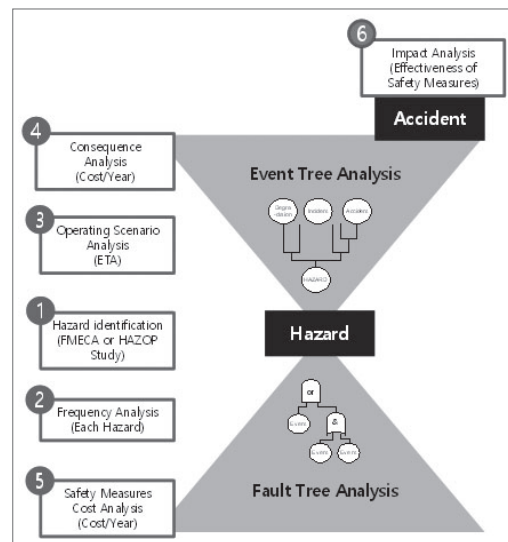 6
Impact Analysis
(Effectiveness of
Safety Measures)
Accident
4
Consequence
Analysis
(Cost/Year)
Event Tree Analysis
3
Operating Scenario
Analysis
(ETA)
Incident
Accident
HAZARD
1
Hazard identification
(FMECA or HAZOP
Study)
Hazard
2
Frequency Analysis
(Each Hazard)
or
&
Event
Event
Event
5
Safety Measures
Cost Analysis
(Cost/Year)
Fault Tree Analysis